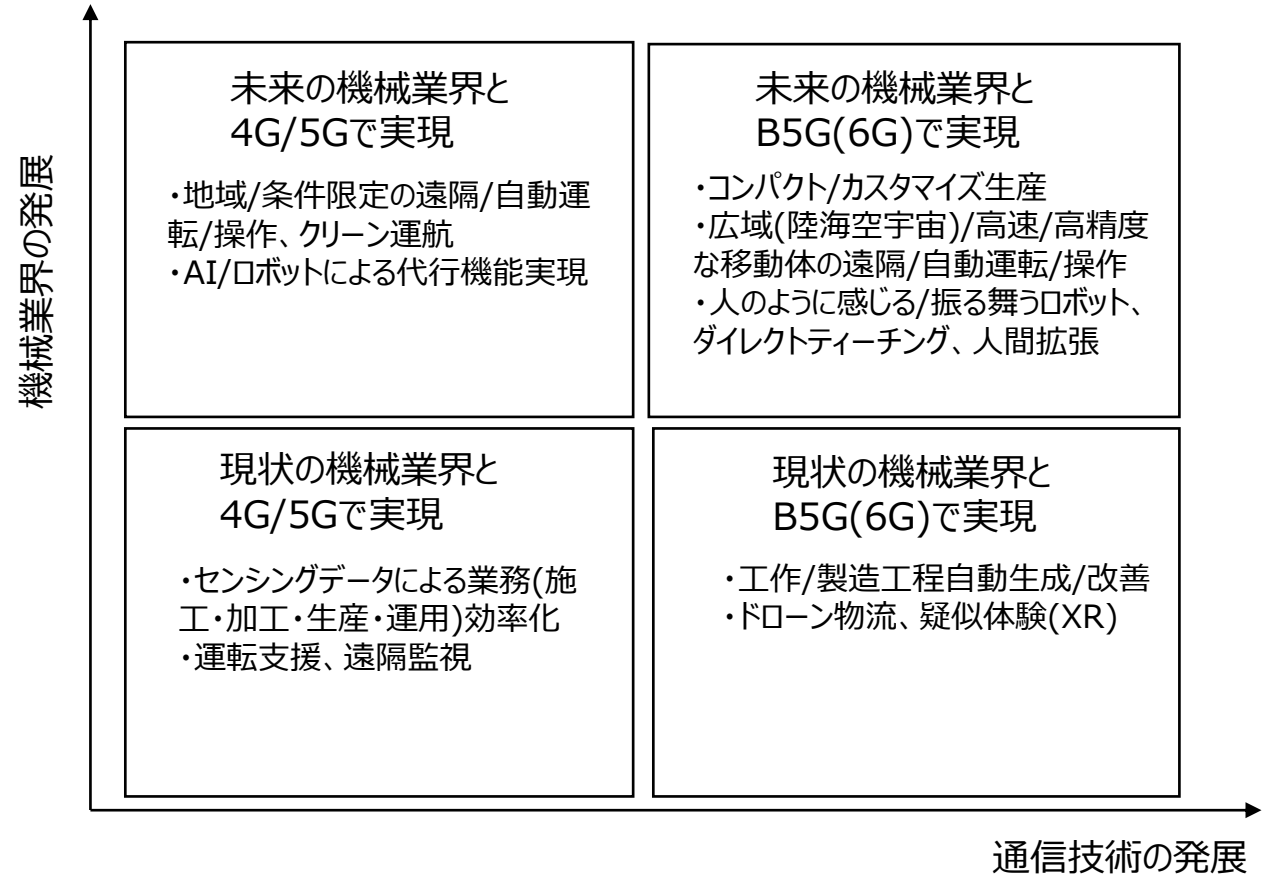 機械業界の発展
未来の機械業界と
4G/5Gで実現
・地域/条件限定の遠隔/自動運
転/操作、クリーン運航
・AI/ロボットによる代行機能実現
未来の機械業界と
B5G(6G)で実現
・コンパクト/カスタマイズ生産
・広域(陸海空宇宙)/高速/高精度
な移動体の遠隔/自動運転/操作
・人のように感じる/振る舞うロボット、
ダイレクトティーチング、人間拡張
現状の機械業界と
4G/5Gで実現
・センシングデータによる業務(施
工・加工・生産・運用)効率化
・運転支援、遠隔監視
現状の機械業界と
B5G(6G)で実現
・工作/製造工程自動生成/改善
・ドローン物流、疑似体験(XR)
通信技術の発展